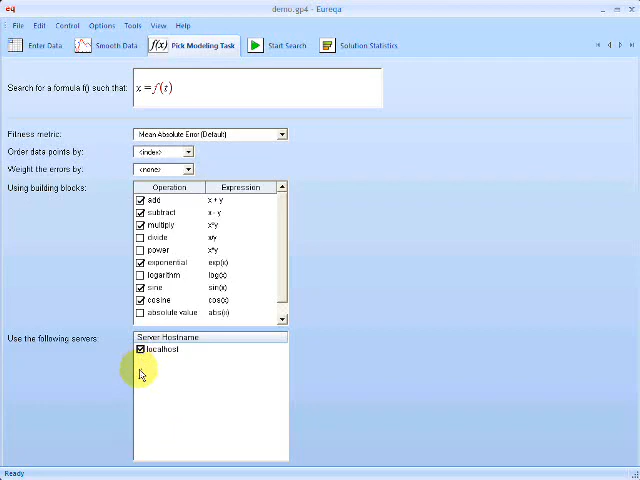 eq demo.gp4 - Eureqa
File Edit Control Options Tools View Help
Enter Data Smooth Data f(x) Pick Modeling Task Start Search Solution Statistics
Search for a formula f() such that: x = f(t)
Fitness metric: Mean Absolute Error [Default]
Order data points by: <index>
Weight the errors by: <none>
Using building blocks: Operation Expression
add x + y
subtract x - y
multiply x*y
divide x/y
power x^y
exponential exp(x)
logarithm log(x)
sine sin(x)
cosine cos(x)
absolute value abs(x)
Use the following servers: Server Hostname
localhost
Ready